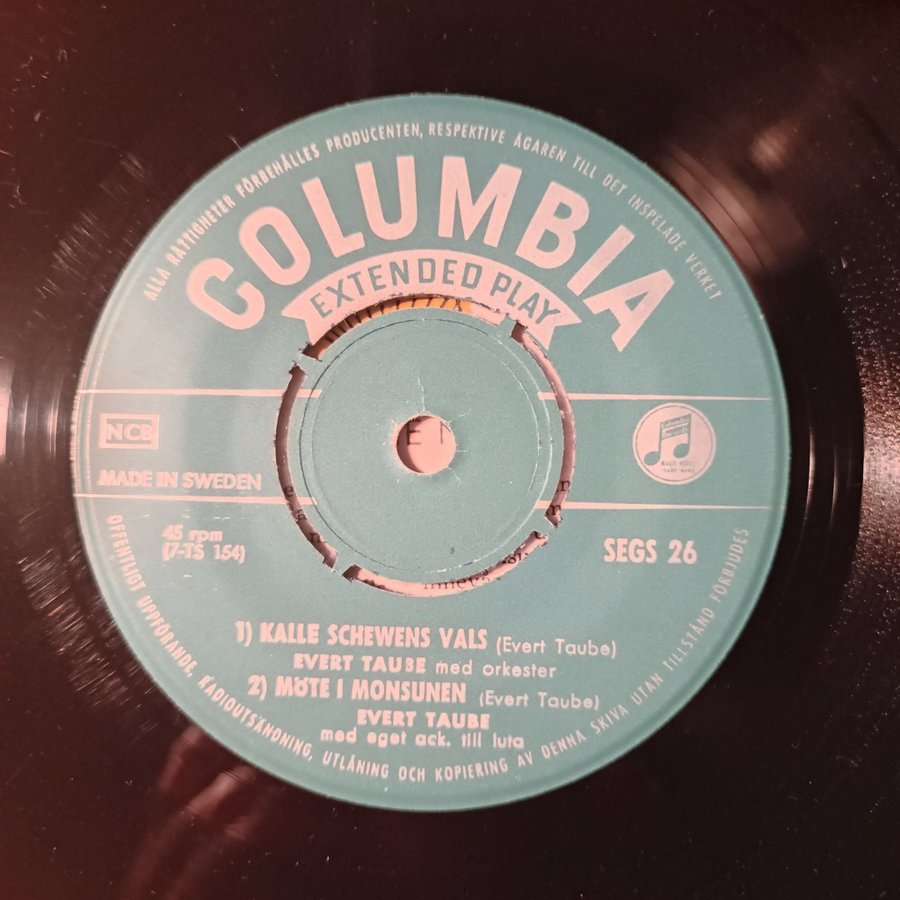 ALLA RÄTTIGHETER FÖRBEHÅLLES PRODUCENTEN, RESPEKTIVE ÄGAREN TILL DET INSPELADE VERKET
COLUMBIA
EXTENDED PLAY
NCB
MADE IN SWEDEN
45 rpm
(7-TS 154)
SEGS 26
1) KALLE SCHEWENS VALS (Evert Taube)
EVERT TAUBE med orkester
2) MÖTE I MONSUNEN (Evert Taube)
EVERT TAUBE
med eget ack. till luta
OFFENTLIGT UPPFÖRANDE, RADIOUTSÄNDNING, UTLÅNING OCH KOPIERING AV DENNA SKIVA UTAN TILLSTÅND FÖRBJUDES